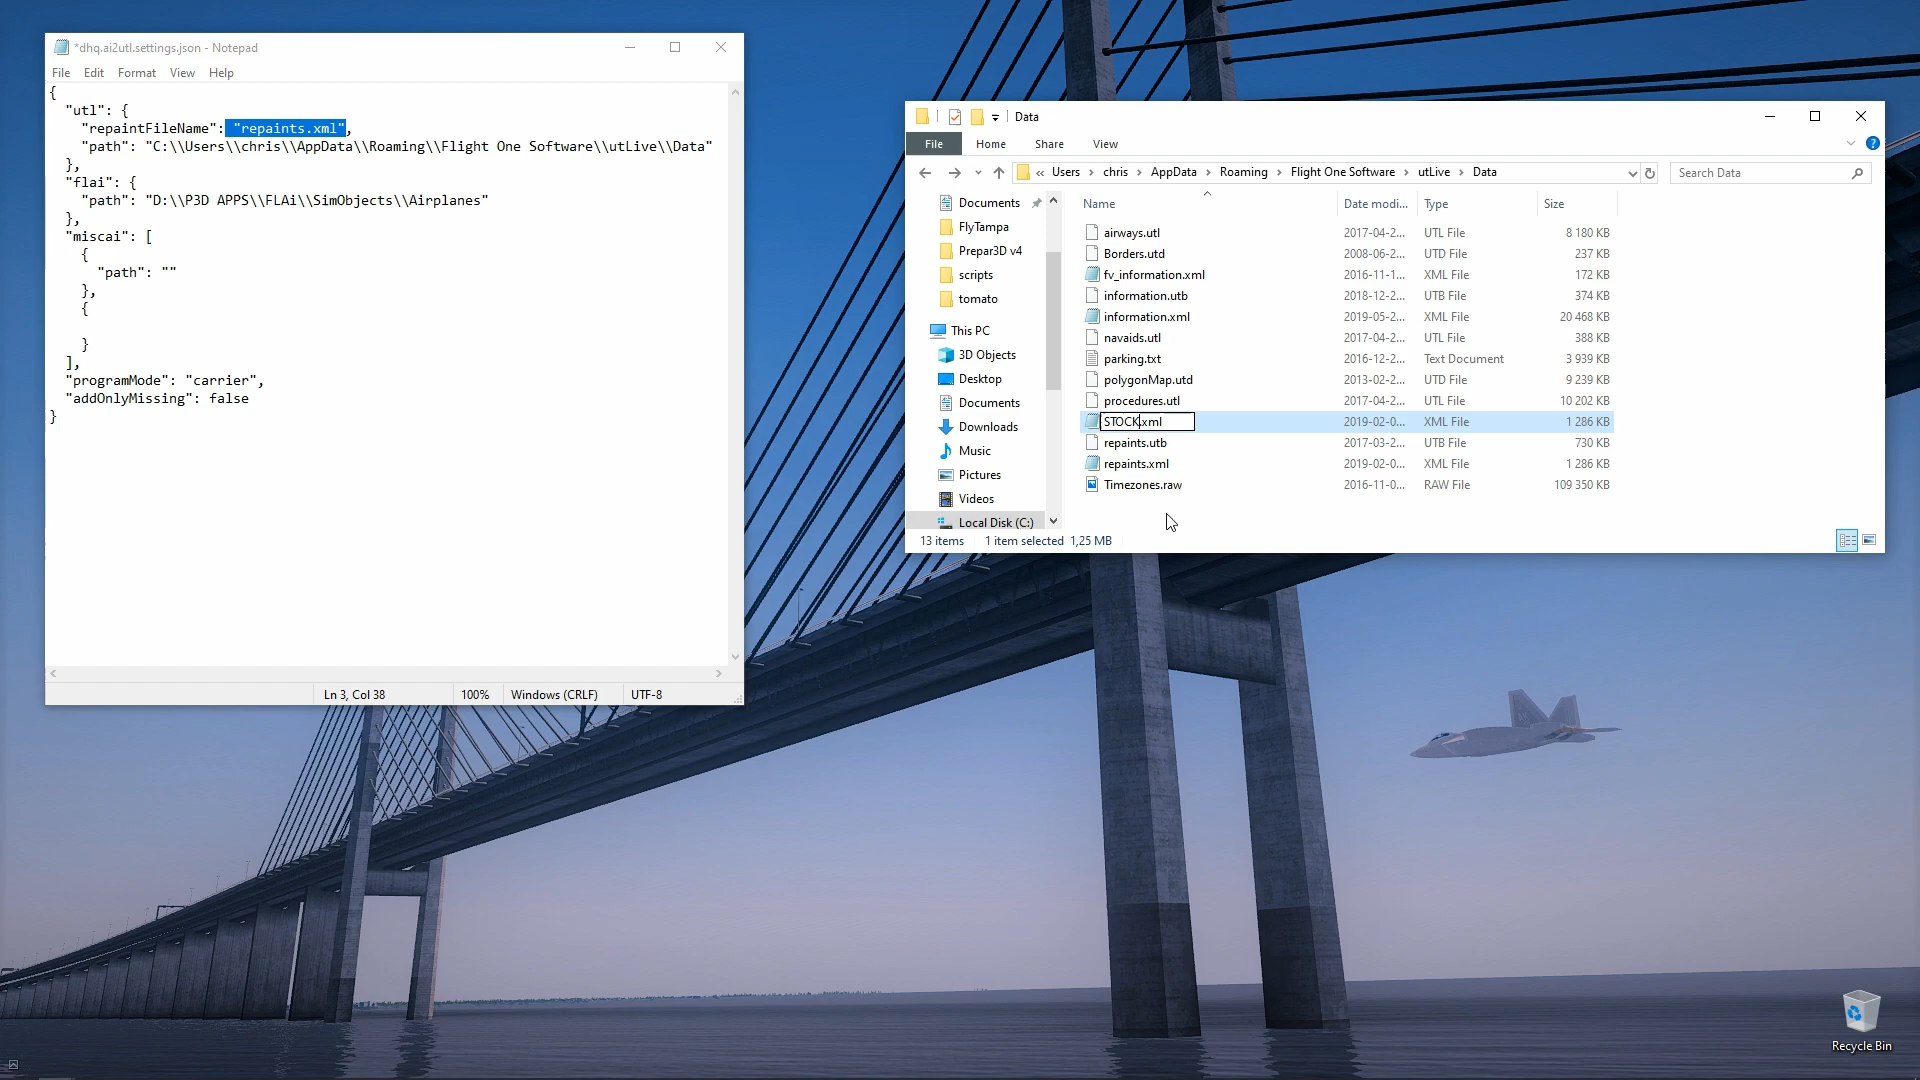 *dhq.ai2utl.settings.json - Notepad
File Edit Format View Help
{
"utl": {
"repaintFileName": "repaints.xml",
"path": "C:\\Users\\chris\\AppData\\Roaming\\Flight One Software\\utLive\\Data"
},
"flai": {
"path": "D:\\P3D APPS\\FLAi\\SimObjects\\Airplanes"
},
"miscai": [
{
"path": ""
},
{
}
],
"programMode": "carrier",
"addOnlyMissing": false
}
Ln 3, Col 38 100% Windows (CRLF) UTF-8
Data
File Home Share View
« Users > chris > AppData > Roaming > Flight One Software > utLive > Data
Search Data
Documents
FlyTampa
Prepar3D v4
scripts
tomato
This PC
3D Objects
Desktop
Documents
Downloads
Music
Pictures
Videos
Local Disk (C:)
Name Date modi... Type Size
airways.utl 2017-04-2... UTL File 8 180 KB
Borders.utd 2008-06-2... UTD File 237 KB
fv_information.xml 2016-11-1... XML File 172 KB
information.utb 2018-12-2... UTB File 374 KB
information.xml 2019-05-2... XML File 20 468 KB
navaids.utl 2017-04-2... UTL File 388 KB
parking.txt 2016-12-2... Text Document 3 939 KB
polygonMap.utd 2013-02-2... UTD File 9 239 KB
procedures.utl 2017-04-2... UTL File 10 202 KB
STOCK.xml 2019-02-0... XML File 1 286 KB
repaints.utb 2017-03-2... UTB File 730 KB
repaints.xml 2019-02-0... XML File 1 286 KB
Timezones.raw 2016-11-0... RAW File 109 350 KB
13 items 1 item selected 1,25 MB
Recycle Bin